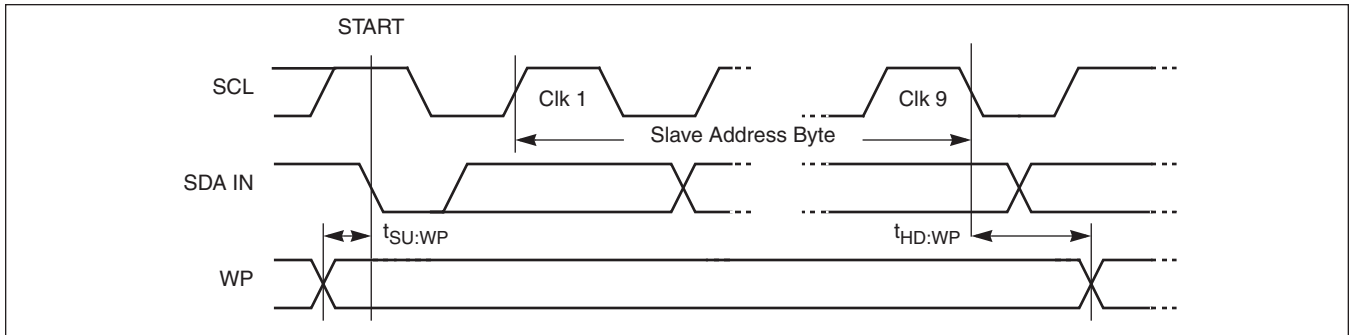 START
SCL
Clk 1
Clk 9
Slave Address Byte
SDA IN
tSU:WP
tHD:WP
WP